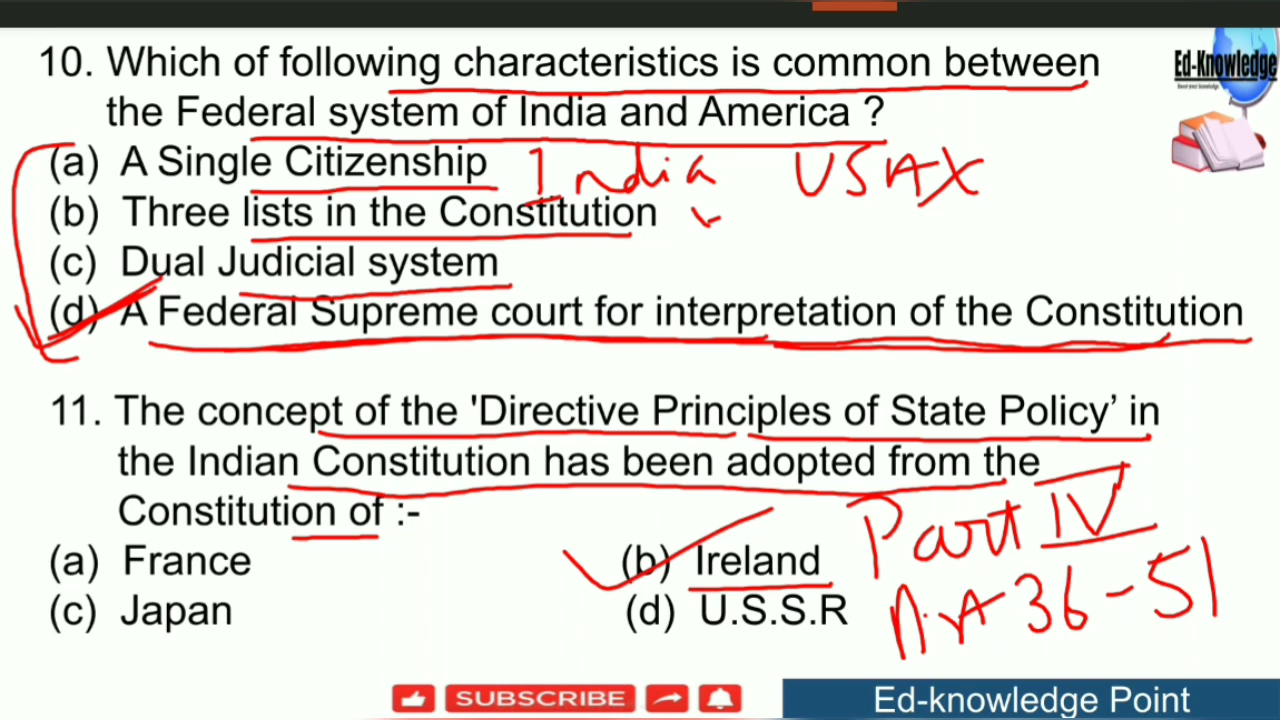 10. Which of following characteristics is common between
the Federal system of India and America ?
(a) A Single Citizenship India USA X
(b) Three lists in the Constitution
(c) Dual Judicial system
(d) A Federal Supreme court for interpretation of the Constitution
11. The concept of the 'Directive Principles of State Policy’ in
the Indian Constitution has been adopted from the
Constitution of :-
(a) France
(b) Ireland
(c) Japan
(d) U.S.S.R
Part IV
36-51
Ed-Knowledge
SUBSCRIBE
Ed-knowledge Point